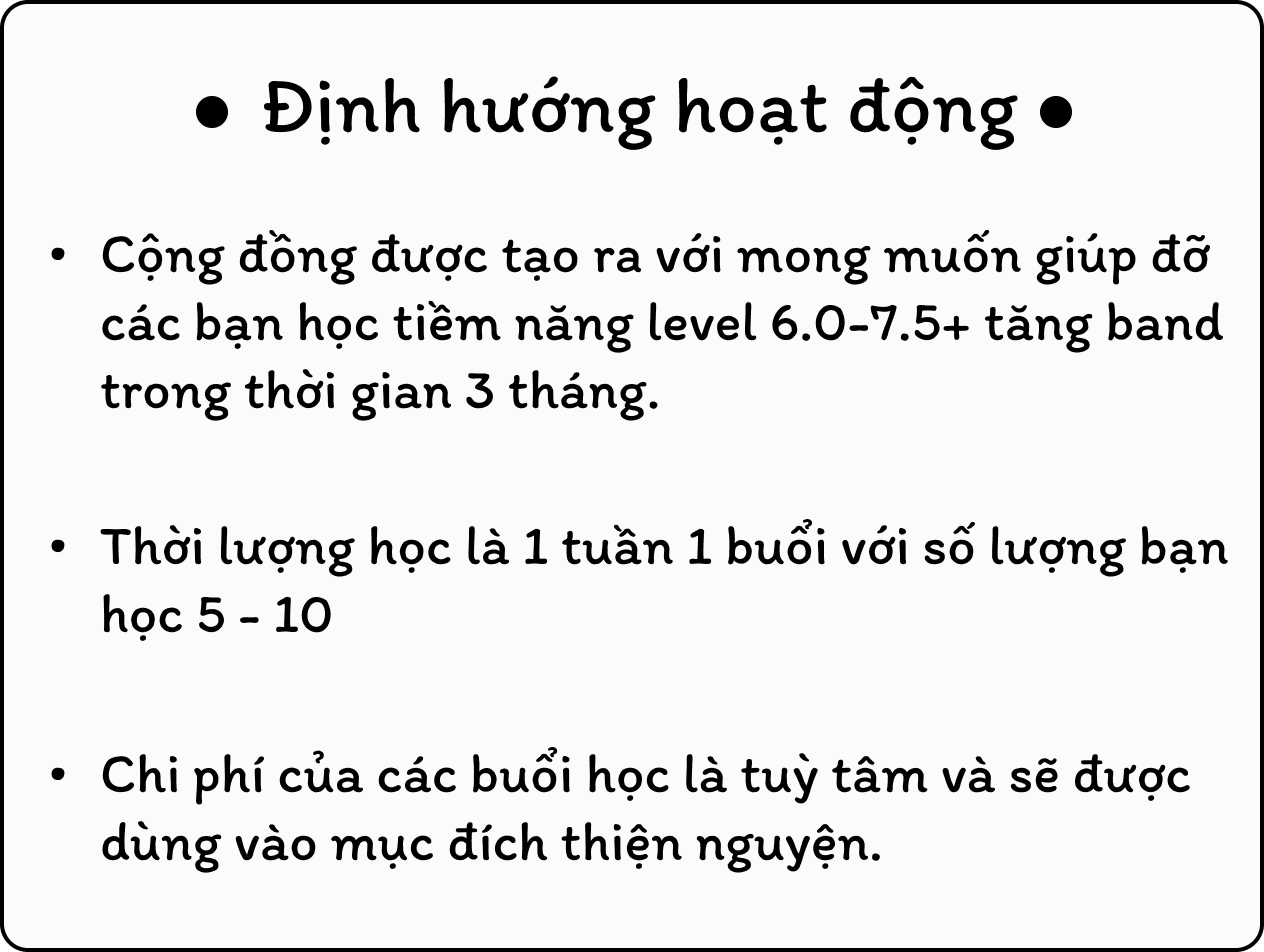 • Định hướng hoạt động •
• Cộng đồng được tạo ra với mong muốn giúp đỡ
các bạn học tiềm năng level 6.0-7.5+ tăng band
trong thời gian 3 tháng.
• Thời lượng học là 1 tuần 1 buổi với số lượng bạn
học 5 - 10
• Chi phí của các buổi học là tuỳ tâm và sẽ được
dùng vào mục đích thiện nguyện.